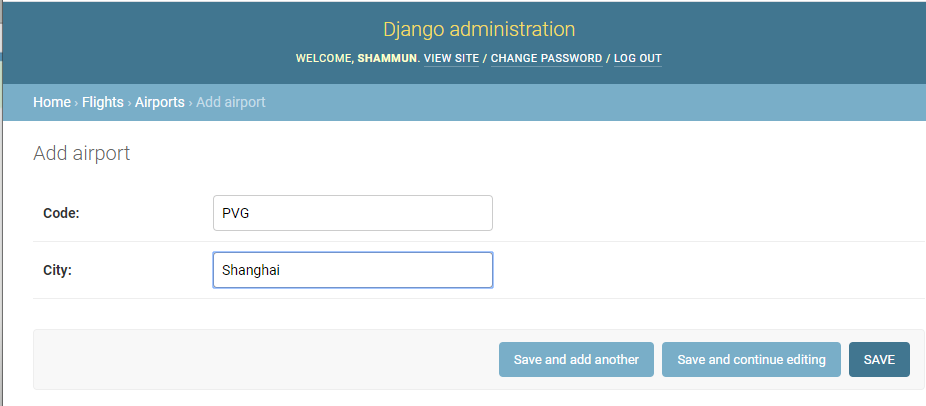 Django administration
WELCOME, SHAMMUN. VIEW SITE / CHANGE PASSWORD / LOG OUT
Home › Flights › Airports › Add airport
Add airport
Code: PVG
City: Shanghai
Save and add another Save and continue editing SAVE